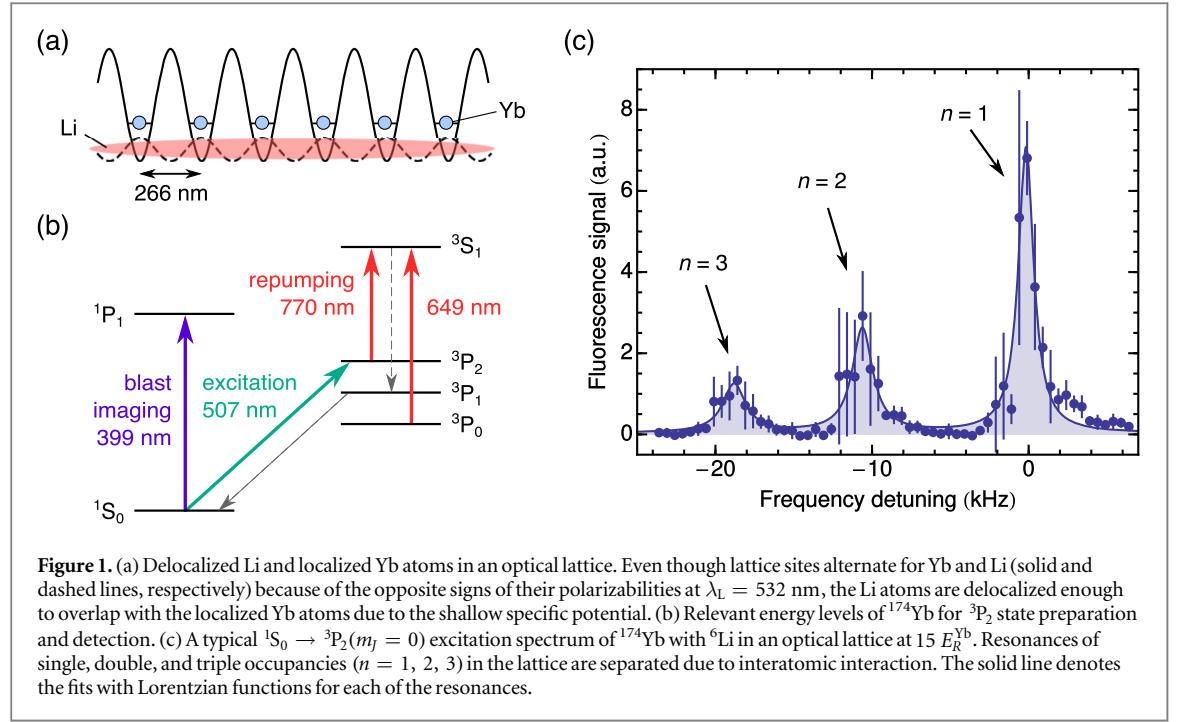 (a)
Li
Yb
266 nm
(b)
³S₁
repumping
770 nm
649 nm
¹P₁
³P₂
³P₁
³P₀
blast
imaging
399 nm
excitation
507 nm
¹S₀
(c)
Fluorescence signal (a.u.)
8
6
4
2
0
n = 1
n = 2
n = 3
−20
−10
0
Frequency detuning (kHz)
Figure 1. (a) Delocalized Li and localized Yb atoms in an optical lattice. Even though lattice sites alternate for Yb and Li (solid and
dashed lines, respectively) because of the opposite signs of their polarizabilities at λ_L = 532 nm, the Li atoms are delocalized enough
to overlap with the localized Yb atoms due to the shallow specific potential. (b) Relevant energy levels of ¹⁷⁴Yb for ³P₂ state preparation
and detection. (c) A typical ¹S₀ → ³P₂(m_J = 0) excitation spectrum of ¹⁷⁴Yb with ⁶Li in an optical lattice at 15 E_R^Yb. Resonances of
single, double, and triple occupancies (n = 1, 2, 3) in the lattice are separated due to interatomic interaction. The solid line denotes
the fits with Lorentzian functions for each of the resonances.